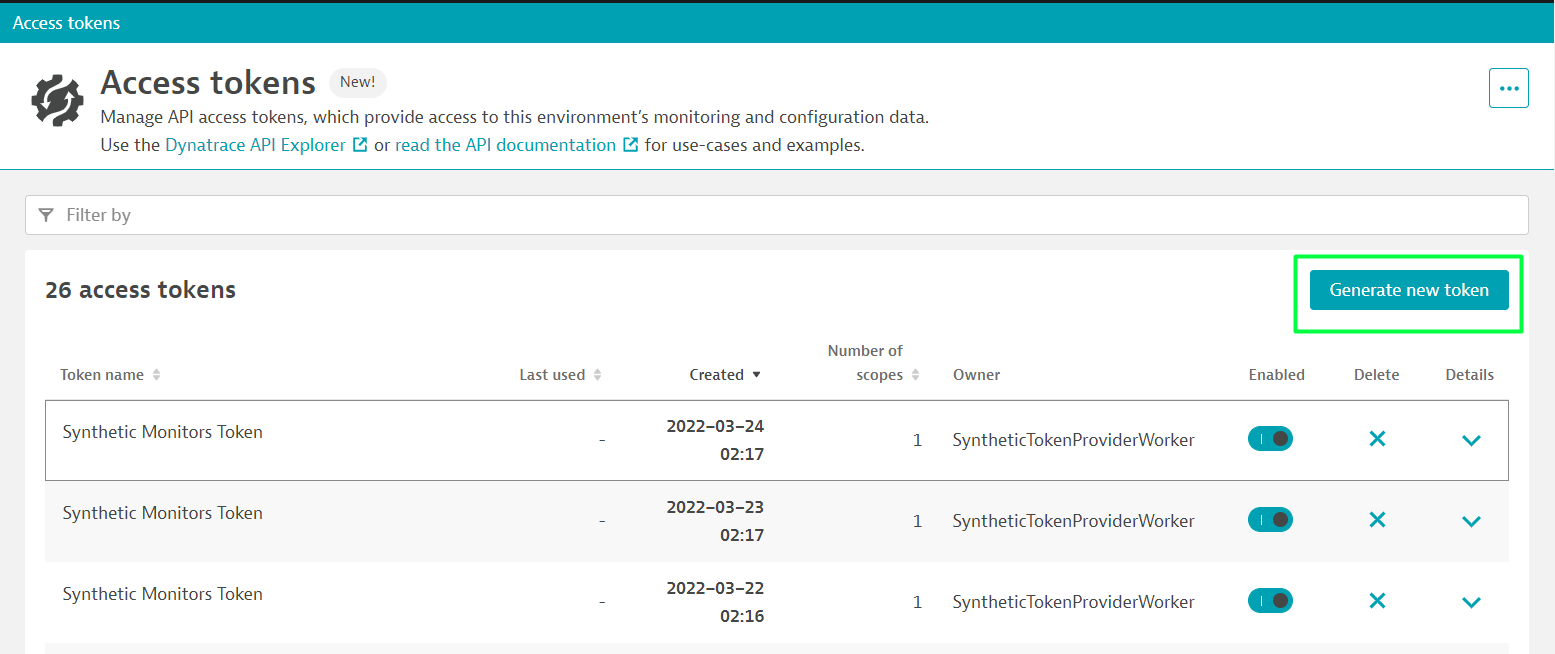 Access tokens
Access tokens New!
Manage API access tokens, which provide access to this environment's monitoring and configuration data.
Use the Dynatrace API Explorer or read the API documentation for use-cases and examples.
Filter by
26 access tokens
Generate new token
Token name Last used Created Number of scopes Owner Enabled Delete Details
Synthetic Monitors Token - 2022–03–24 02:17 1 SyntheticTokenProviderWorker
Synthetic Monitors Token - 2022–03–23 02:17 1 SyntheticTokenProviderWorker
Synthetic Monitors Token - 2022–03–22 02:16 1 SyntheticTokenProviderWorker